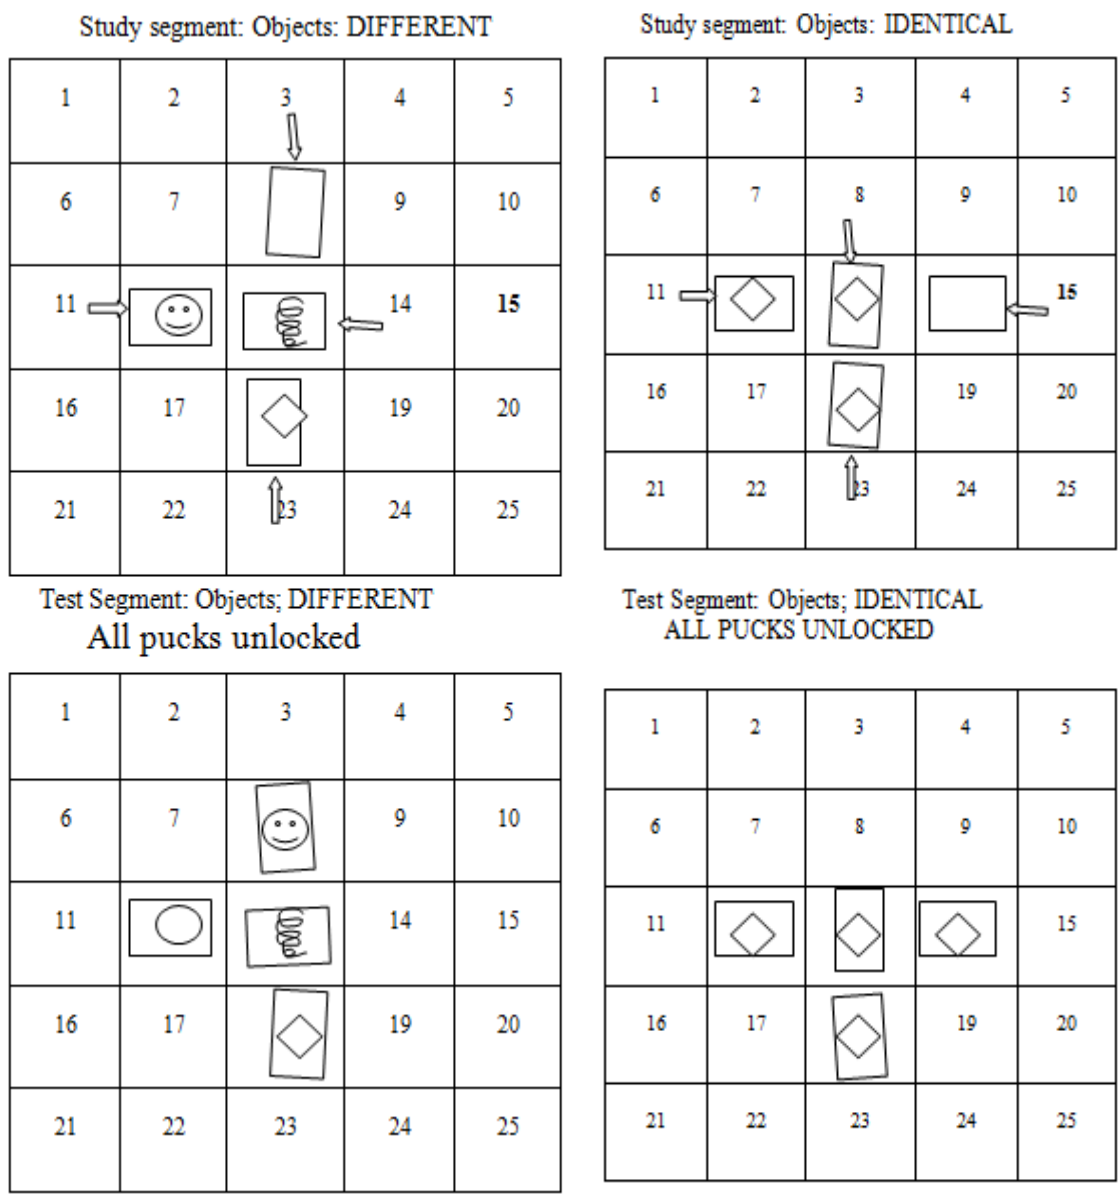 Study segment: Objects: DIFFERENT
1 2 3 4 5
6 7 9 10
11 14 15
16 17 19 20
21 22 23 24 25
Study segment: Objects: IDENTICAL
1 2 3 4 5
6 7 8 9 10
11 15
16 17 19 20
21 22 23 24 25
Test Segment: Objects; DIFFERENT
All pucks unlocked
1 2 3 4 5
6 7 9 10
11 14 15
16 17 19 20
21 22 23 24 25
Test Segment: Objects; IDENTICAL
ALL PUCKS UNLOCKED
1 2 3 4 5
6 7 8 9 10
11 15
16 17 19 20
21 22 23 24 25